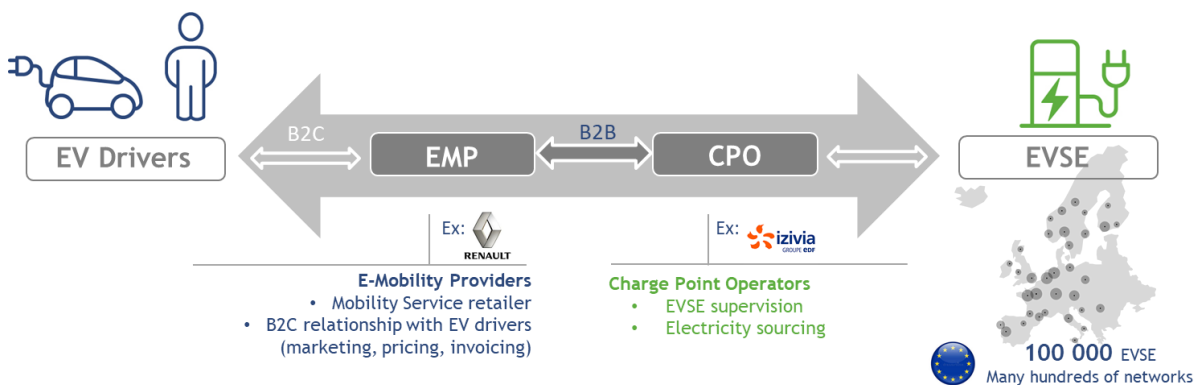 B2C
B2B
EV Drivers
EMP
CPO
EVSE
Ex: RENAULT
Ex: izivia
GROUPE EDF
E-Mobility Providers
• Mobility Service retailer
• B2C relationship with EV drivers
(marketing, pricing, invoicing)
Charge Point Operators
• EVSE supervision
• Electricity sourcing
100 000 EVSE
Many hundreds of networks